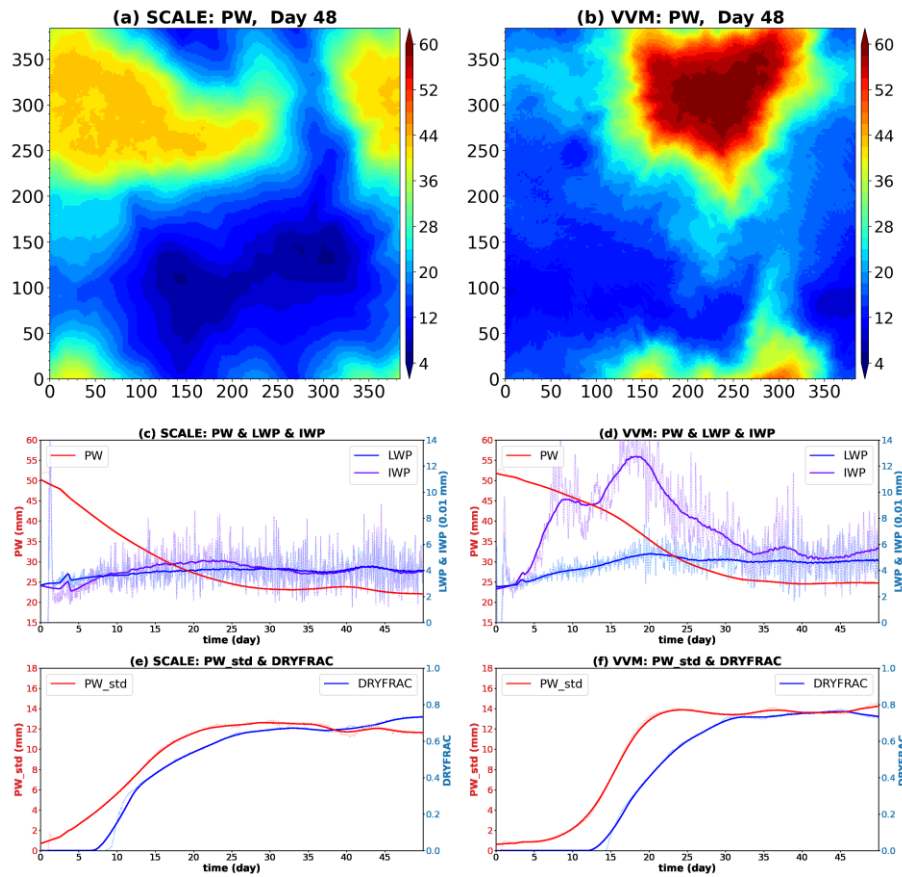 (a) SCALE: PW, Day 48
(b) VVM: PW, Day 48
350
300
250
200
150
100
50
0
0 50 100 150 200 250 300 350
60
52
44
36
28
20
12
4
350
300
250
200
150
100
50
0
0 50 100 150 200 250 300 350
60
52
44
36
28
20
12
4
(c) SCALE: PW & LWP & IWP
PW
LWP
IWP
PW (mm)
60
55
50
45
40
35
30
25
20
15
14
12
10
8
6
4
2
0
LWP & IWP (0.01 mm)
0 5 10 15 20 25 30 35 40 45
time (day)
(d) VVM: PW & LWP & IWP
PW
LWP
IWP
PW (mm)
60
55
50
45
40
35
30
25
20
15
14
12
10
8
6
4
2
0
LWP & IWP (0.01 mm)
0 5 10 15 20 25 30 35 40 45
time (day)
(e) SCALE: PW_std & DRYFRAC
PW_std
DRYFRAC
PW_std (mm)
18
16
14
12
10
8
6
4
2
0
1.0
0.8
0.6
0.4
0.2
0.0
DRYFRAC
0 5 10 15 20 25 30 35 40 45
time (day)
(f) VVM: PW_std & DRYFRAC
PW_std
DRYFRAC
PW_std (mm)
18
16
14
12
10
8
6
4
2
0
1.0
0.8
0.6
0.4
0.2
0.0
DRYFRAC
0 5 10 15 20 25 30 35 40 45
time (day)